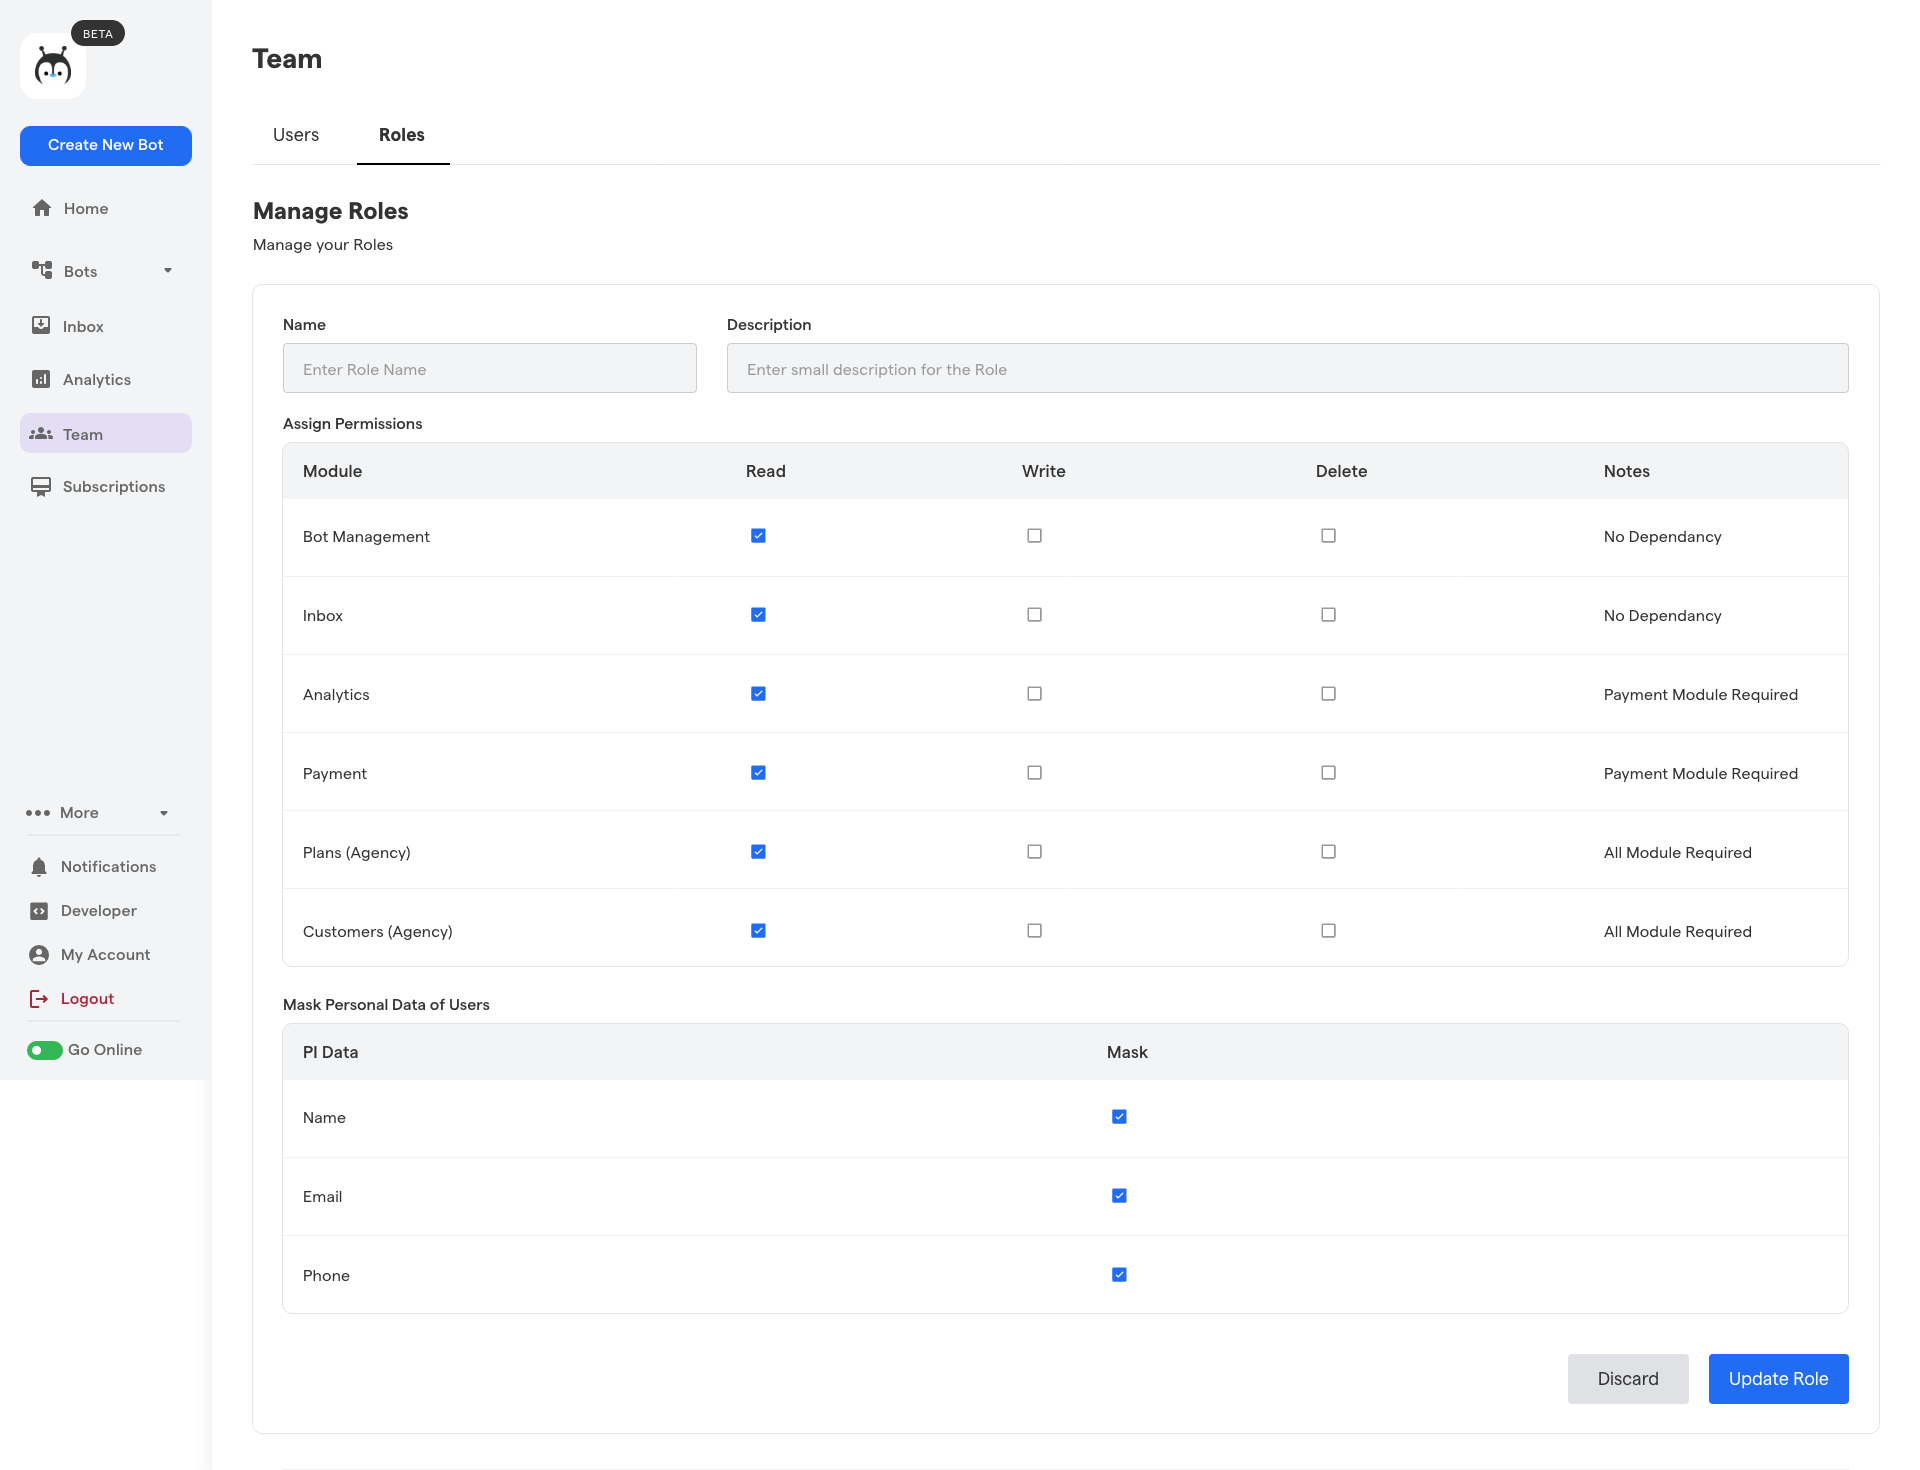 BETA
Create New Bot
Home
Bots
Inbox
Analytics
Team
Subscriptions
More
Notifications
Developer
My Account
Logout
Go Online
Team
Users Roles
Manage Roles
Manage your Roles
Name Description
Enter Role Name Enter small description for the Role
Assign Permissions
Module Read Write Delete Notes
Bot Management No Dependancy
Inbox No Dependancy
Analytics Payment Module Required
Payment Payment Module Required
Plans (Agency) All Module Required
Customers (Agency) All Module Required
Mask Personal Data of Users
PI Data Mask
Name
Email
Phone
Discard Update Role